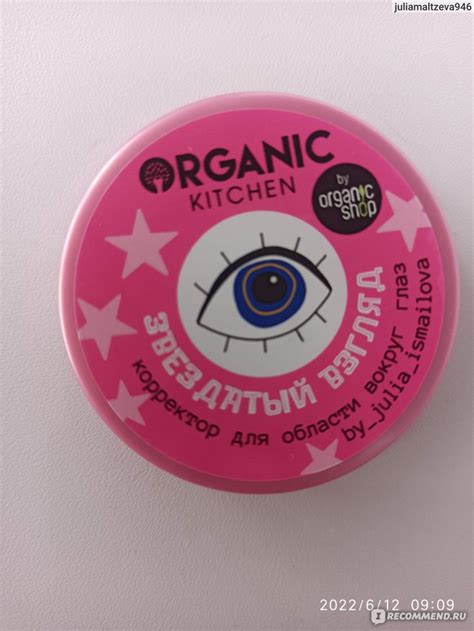 juliamaltzeva946
ORGANIC
KITCHEN
by
organic
shop
ЗВЕЗДАТЫЙ ВЗГЛЯД
корректор для области вокруг глаз
by_julia_ismailova
2022/6/12 09:09
IRECOMMEND.RU